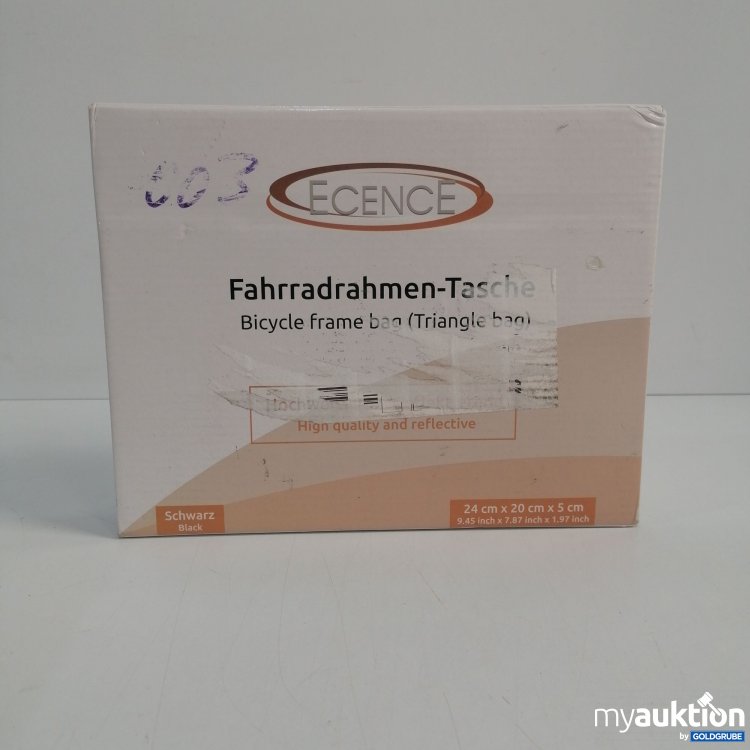 003
ECENCE
Fahrradrahmen-Tasche
Bicycle frame bag (Triangle bag)
High quality and reflective
Schwarz
Black
24 cm x 20 cm x 5 cm
9.45 inch x 7.87 inch x 1.97 inch
myauktion
by GOLDGRUBE